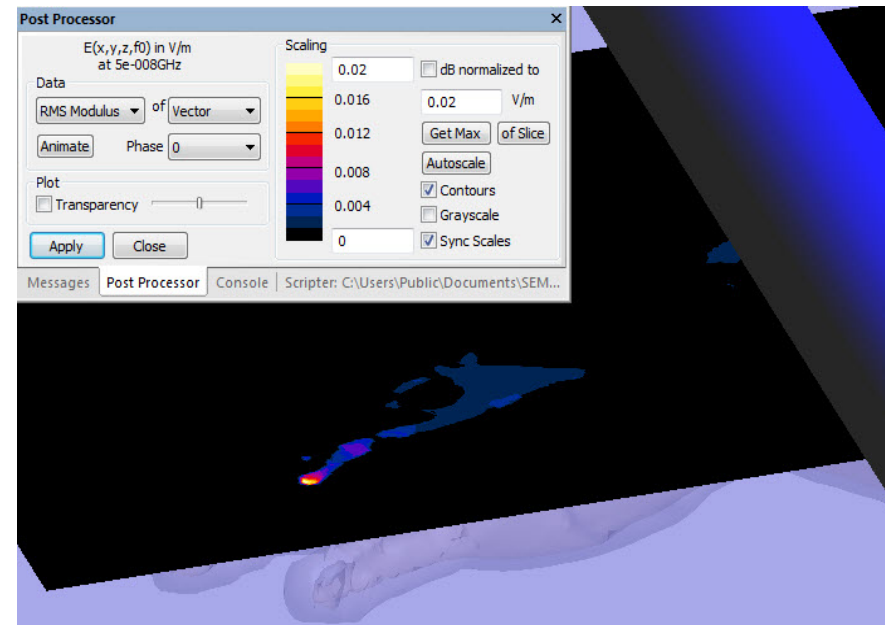 Post Processor
E(x,y,z,f0) in V/m
at 5e-008GHz
Data
RMS Modulus of Vector
Animate Phase 0
Plot
Transparency
Apply Close
Scaling
0.02
0.016
0.012
0.008
0.004
0
dB normalized to
0.02 V/m
Get Max of Slice
Autoscale
Contours
Grayscale
Sync Scales
Messages Post Processor Console Scripter: C:\Users\Public\Documents\SEM...